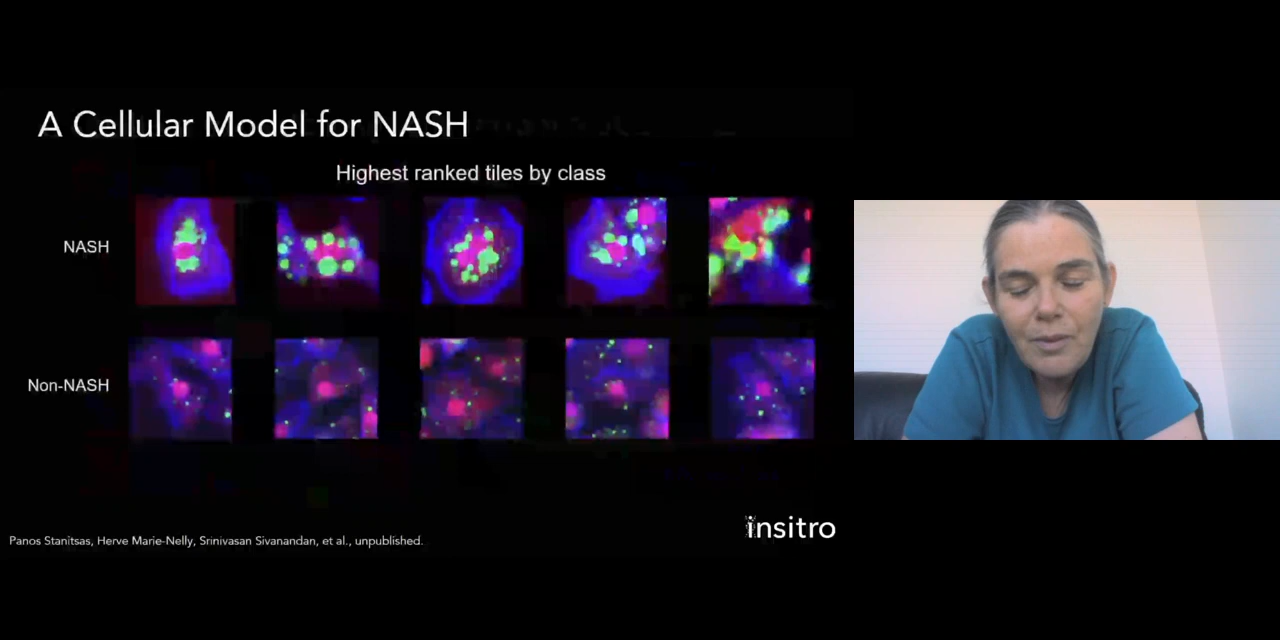 A Cellular Model for NASH
Highest ranked tiles by class
NASH
Non-NASH
insitro
Panos Stanitsas, Herve Marie-Nelly, Srinivasan Sivanandan, et al., unpublished.